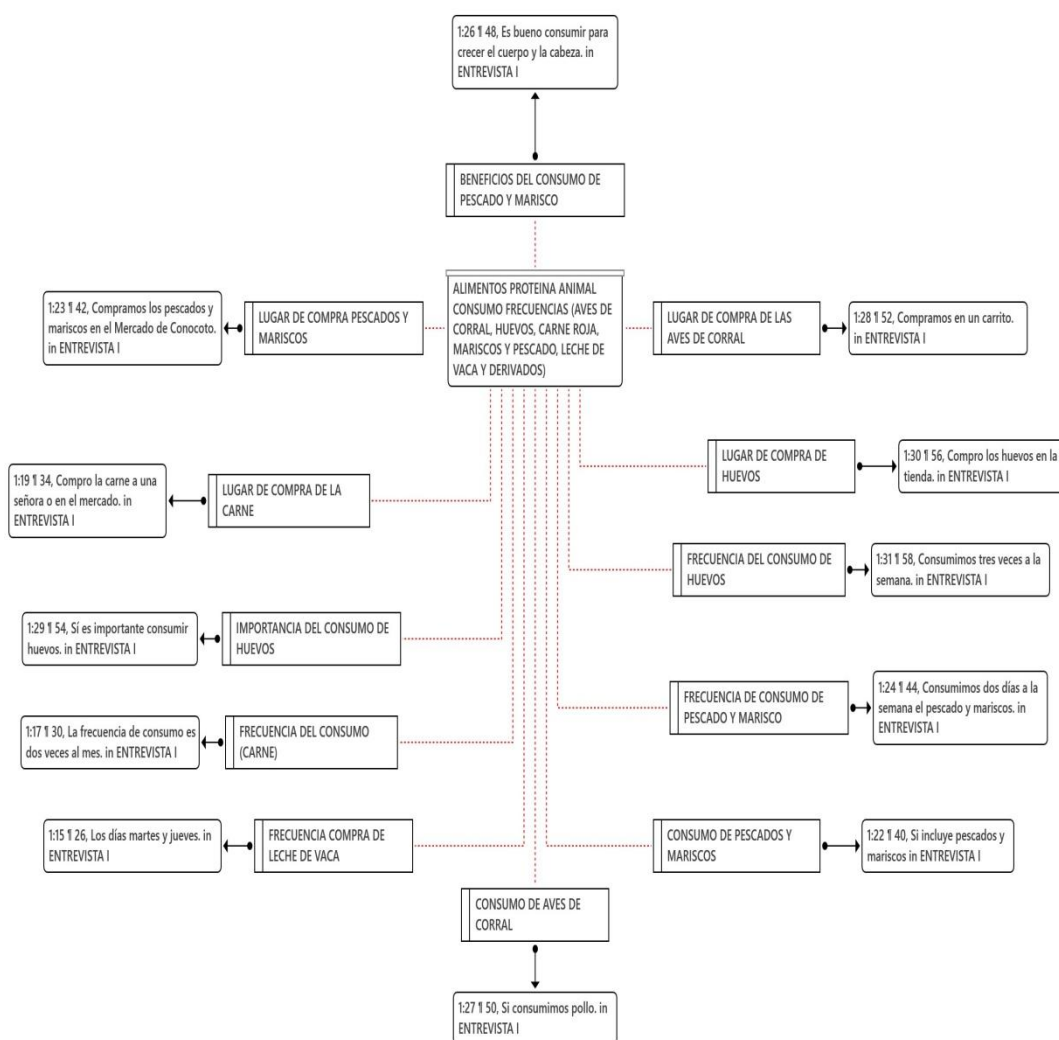 1:26 ¶ 48, Es bueno consumir para
crecer el cuerpo y la cabeza. in
ENTREVISTA I
BENEFICIOS DEL CONSUMO DE
PESCADO Y MARISCO
ALIMENTOS PROTEINA ANIMAL
CONSUMO FRECUENCIAS (AVES DE
CORRAL, HUEVOS, CARNE ROJA,
MARISCOS Y PESCADO, LECHE DE
VACA Y DERIVADOS)
1:23 ¶ 42, Compramos los pescados y
mariscos en el Mercado de Conocoto.
in ENTREVISTA I
LUGAR DE COMPRA PESCADOS Y
MARISCOS
LUGAR DE COMPRA DE LAS
AVES DE CORRAL
1:28 ¶ 52, Compramos en un carrito.
in ENTREVISTA I
LUGAR DE COMPRA DE
HUEVOS
1:30 ¶ 56, Compro los huevos en la
tienda. in ENTREVISTA I
1:19 ¶ 34, Compro la carne a una
señora o en el mercado. in
ENTREVISTA I
LUGAR DE COMPRA DE LA
CARNE
FRECUENCIA DEL CONSUMO DE
HUEVOS
1:31 ¶ 58, Consumimos tres veces a la
semana. in ENTREVISTA I
1:29 ¶ 54, Sí es importante consumir
huevos. in ENTREVISTA I
IMPORTANCIA DEL CONSUMO DE
HUEVOS
FRECUENCIA DE CONSUMO DE
PESCADO Y MARISCO
1:24 ¶ 44, Consumimos dos días a la
semana el pescado y mariscos. in
ENTREVISTA I
1:17 ¶ 30, La frecuencia de consumo es
dos veces al mes. in ENTREVISTA I
FRECUENCIA DEL CONSUMO
(CARNE)
1:15 ¶ 26, Los días martes y jueves. in
ENTREVISTA I
FRECUENCIA COMPRA DE
LECHE DE VACA
CONSUMO DE PESCADOS Y
MARISCOS
1:22 ¶ 40, Si incluye pescados y
mariscos in ENTREVISTA I
CONSUMO DE AVES DE
CORRAL
1:27 ¶ 50, Si consumimos pollo. in
ENTREVISTA I